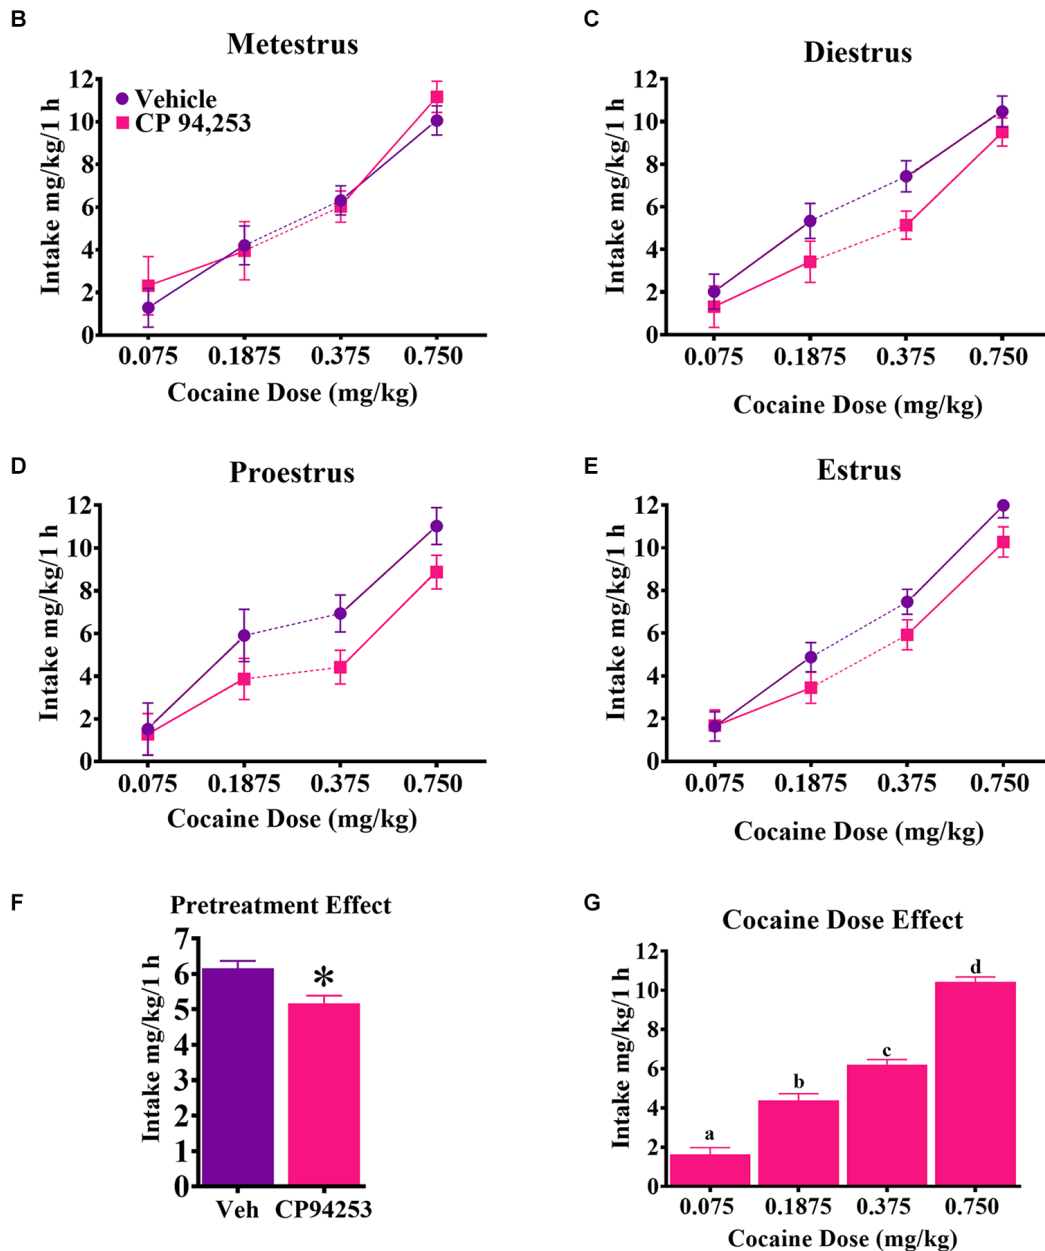 B
Metestrus
Intake mg/kg/1 h
12
10
8
6
4
2
0
Vehicle
CP 94,253
0.075 0.1875 0.375 0.750
Cocaine Dose (mg/kg)
C
Diestrus
Intake mg/kg/1 h
12
10
8
6
4
2
0
0.075 0.1875 0.375 0.750
Cocaine Dose (mg/kg)
D
Proestrus
Intake mg/kg/1 h
12
10
8
6
4
2
0
0.075 0.1875 0.375 0.750
Cocaine Dose (mg/kg)
E
Estrus
Intake mg/kg/1 h
12
10
8
6
4
2
0
0.075 0.1875 0.375 0.750
Cocaine Dose (mg/kg)
F
Pretreatment Effect
Intake mg/kg/1 h
7
6
5
4
3
2
1
0
*
Veh CP94253
G
Cocaine Dose Effect
Intake mg/kg/1 h
12
10
8
6
4
2
0
a
b
c
d
0.075 0.1875 0.375 0.750
Cocaine Dose (mg/kg)